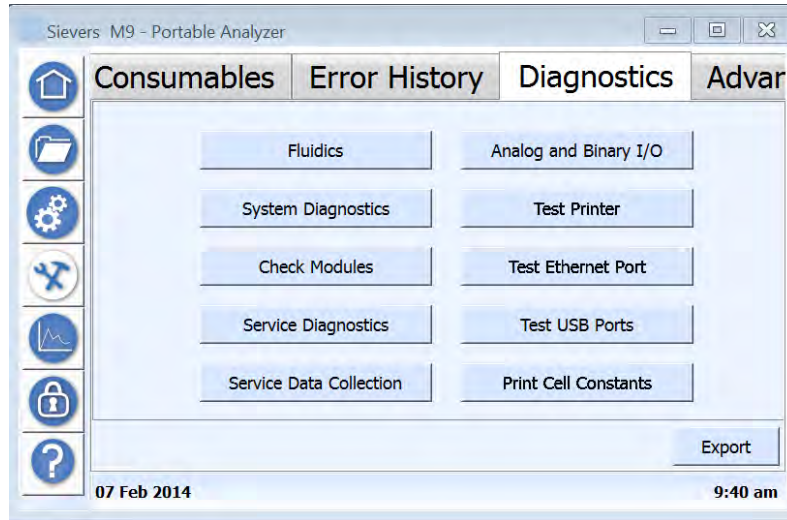 Sievers M9 - Portable Analyzer
Consumables Error History Diagnostics Advar
Fluidics Analog and Binary I/O
System Diagnostics Test Printer
Check Modules Test Ethernet Port
Service Diagnostics Test USB Ports
Service Data Collection Print Cell Constants
?
Export
07 Feb 2014 9:40 am